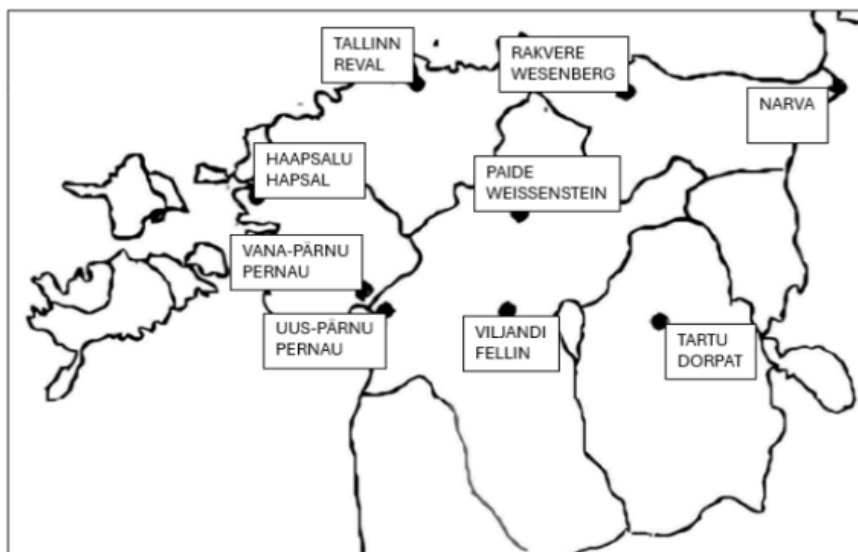 TALLINN
REVAL
RAKVERE
WESENBERG
NARVA
HAAPSALU
HAPSAL
PAIDE
WEISSENSTEIN
VANA-PÄRNU
PERNAU
UUS-PÄRNU
PERNAU
VILJANDI
FELLIN
TARTU
DORPAT